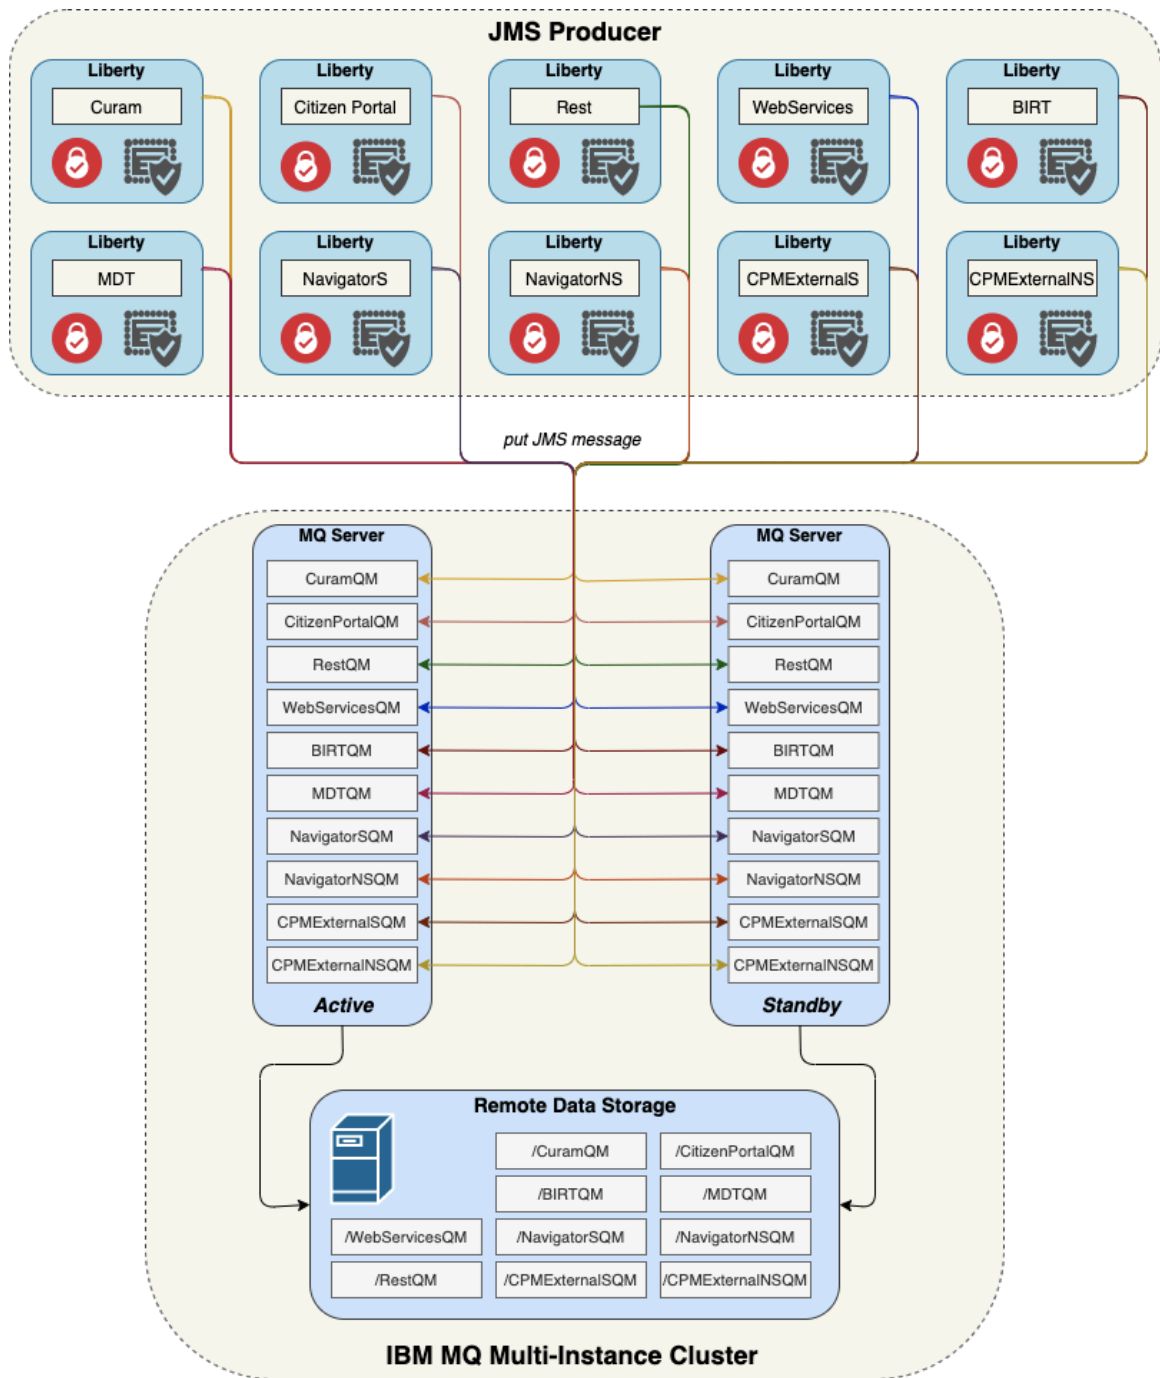 JMS Producer
Liberty
Curam
Liberty
Citizen Portal
Liberty
Rest
Liberty
WebServices
Liberty
BIRT
Liberty
MDT
Liberty
NavigatorS
Liberty
NavigatorNS
Liberty
CPMExternalS
Liberty
CPMExternalNS
put JMS message
MQ Server
CuramQM
CitizenPortalQM
RestQM
WebServicesQM
BIRTQM
MDTQM
NavigatorSQM
NavigatorNSQM
CPMExternalSQM
CPMExternalNSQM
Active
MQ Server
CuramQM
CitizenPortalQM
RestQM
WebServicesQM
BIRTQM
MDTQM
NavigatorSQM
NavigatorNSQM
CPMExternalSQM
CPMExternalNSQM
Standby
Remote Data Storage
/CuramQM
/CitizenPortalQM
/BIRTQM
/MDTQM
/WebServicesQM
/NavigatorSQM
/NavigatorNSQM
/RestQM
/CPMExternalSQM
/CPMExternalNSQM
IBM MQ Multi-Instance Cluster